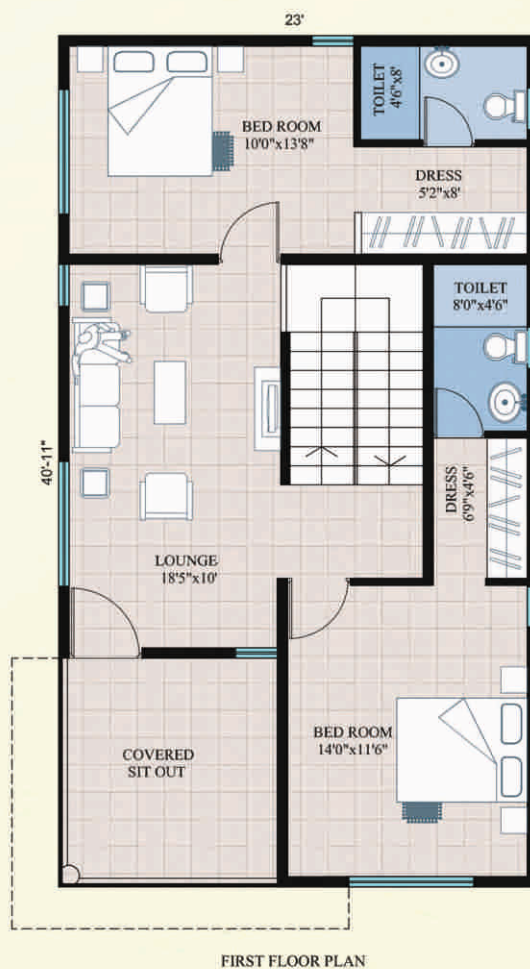 23'
TOILET
4'6"x8'
BED ROOM
10'0"x13'8"
DRESS
5'2"x8'
TOILET
8'0"x4'6"
40'-11"
DRESS
6'9"x4'6"
LOUNGE
18'5"x10'
BED ROOM
14'0"x11'6"
COVERED
SIT OUT
FIRST FLOOR PLAN